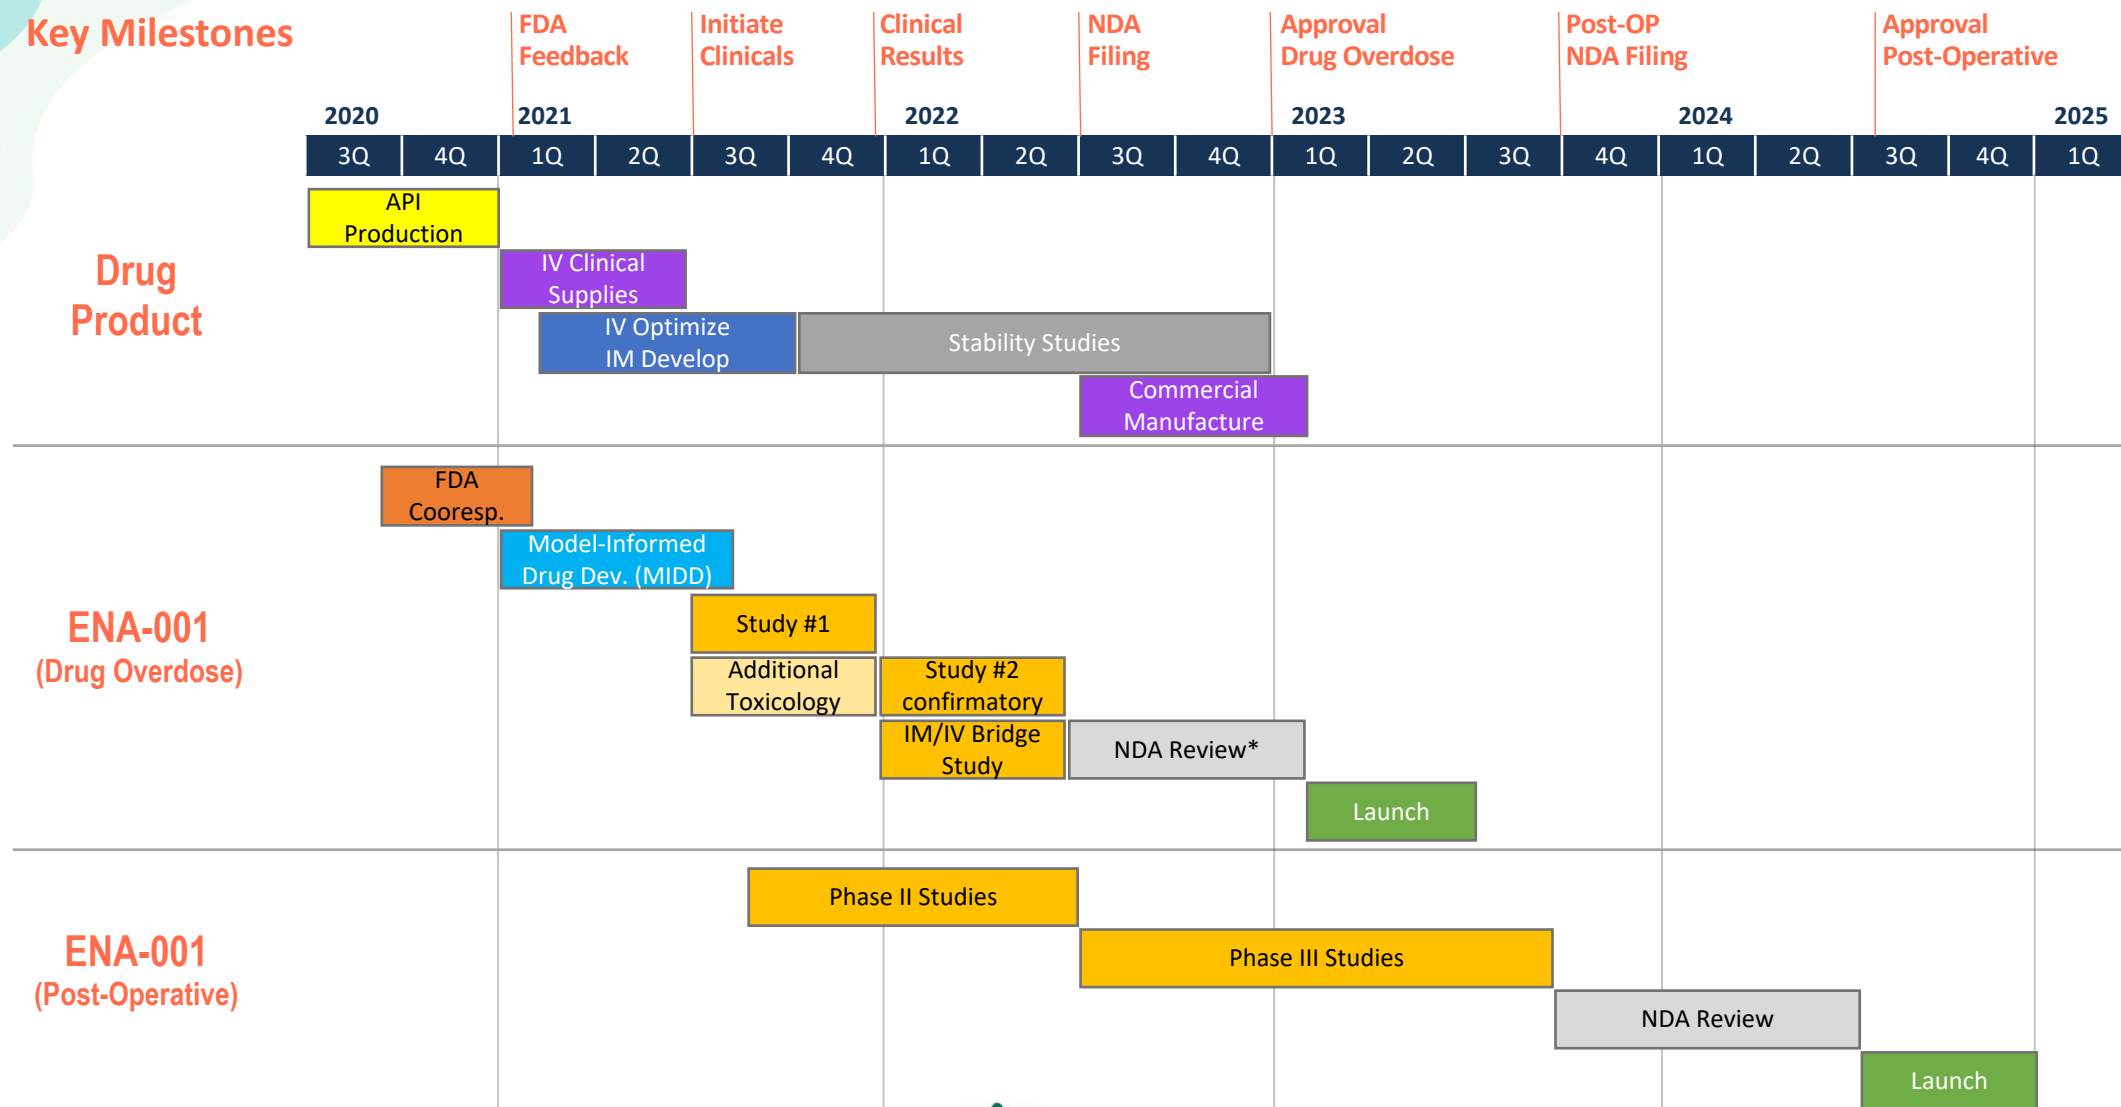 Key Milestones
FDA
Feedback
Initiate
Clinicals
Clinical
Results
NDA
Filing
Approval
Drug Overdose
Post-OP
NDA Filing
Approval
Post-Operative
2020
2021
2022
2023
2024
2025
3Q 4Q 1Q 2Q 3Q 4Q 1Q 2Q 3Q 4Q 1Q 2Q 3Q 4Q 1Q 2Q 3Q 4Q 1Q
Drug
Product
API
Production
IV Clinical
Supplies
IV Optimize
IM Develop
Stability Studies
Commercial
Manufacture
ENA-001
(Drug Overdose)
FDA
Cooresp.
Model-Informed
Drug Dev. (MIDD)
Study #1
Additional
Toxicology
Study #2
confirmatory
IM/IV Bridge
Study
NDA Review*
Launch
ENA-001
(Post-Operative)
Phase II Studies
Phase III Studies
NDA Review
Launch